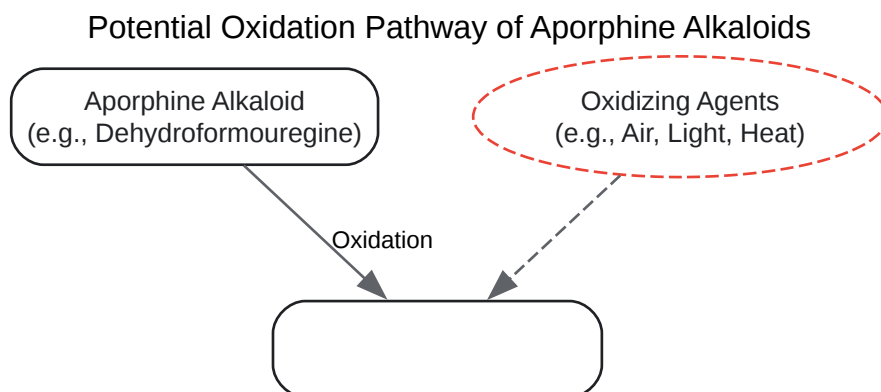 Potential Oxidation Pathway of Aporphine Alkaloids
Aporphine Alkaloid
(e.g., Dehydroformouregine)
Oxidizing Agents
(e.g., Air, Light, Heat)
Oxidation